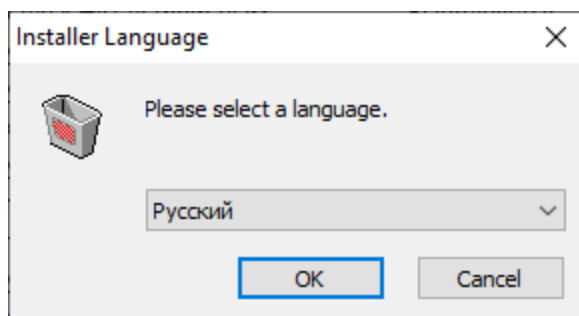 Installer Language
Please select a language.
Русский
OK
Cancel